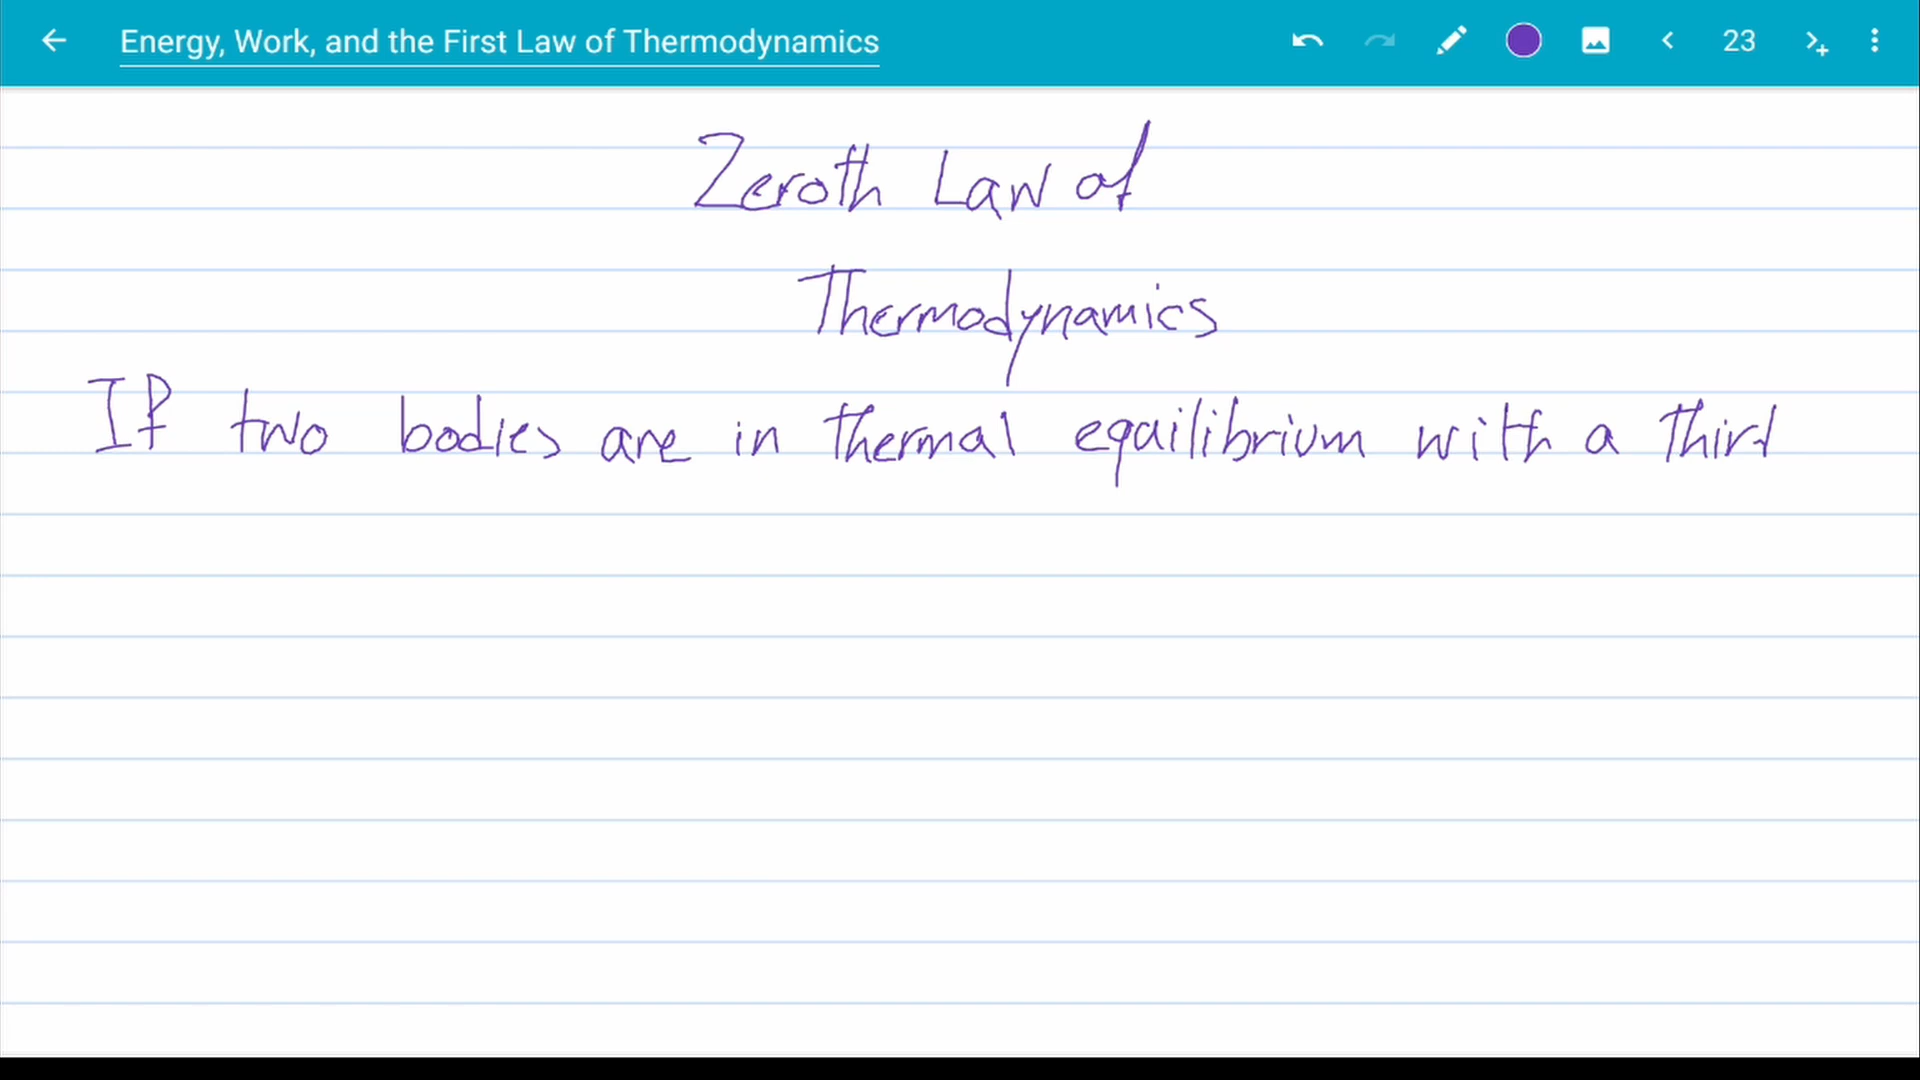 Energy, Work, and the First Law of Thermodynamics 23
Zeroth Law of
Thermodynamics
If two bodies are in thermal equailibrium with a third